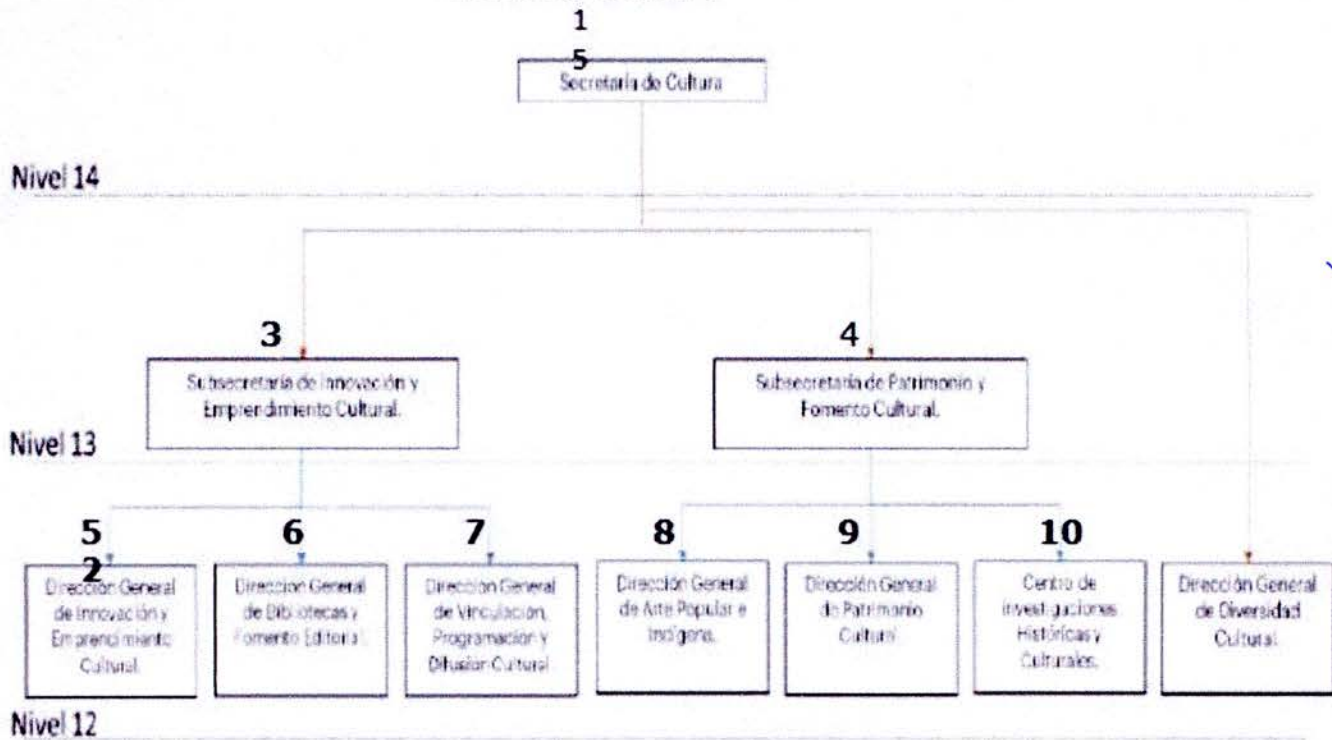 1
5
Secretaría de Cultura
Nivel 14
3
4
Subsecretaría de Innovación y
Emprendimiento Cultural.
Subsecretaría de Patrimonio y
Fomento Cultural.
Nivel 13
5
2
Dirección General
de Innovación y
Emprendimiento
Cultural.
6
Dirección General
de Bibliotecas y
Fomento Editorial.
7
Dirección General
de Vinculación,
Programación y
Difusión Cultural
8
Dirección General
de Arte Popular e
Indígena.
9
Dirección General
de Patrimonio
Cultural
10
Centro de
Investigaciones
Históricas y
Culturales.
Dirección General
de Diversidad
Cultural.
Nivel 12